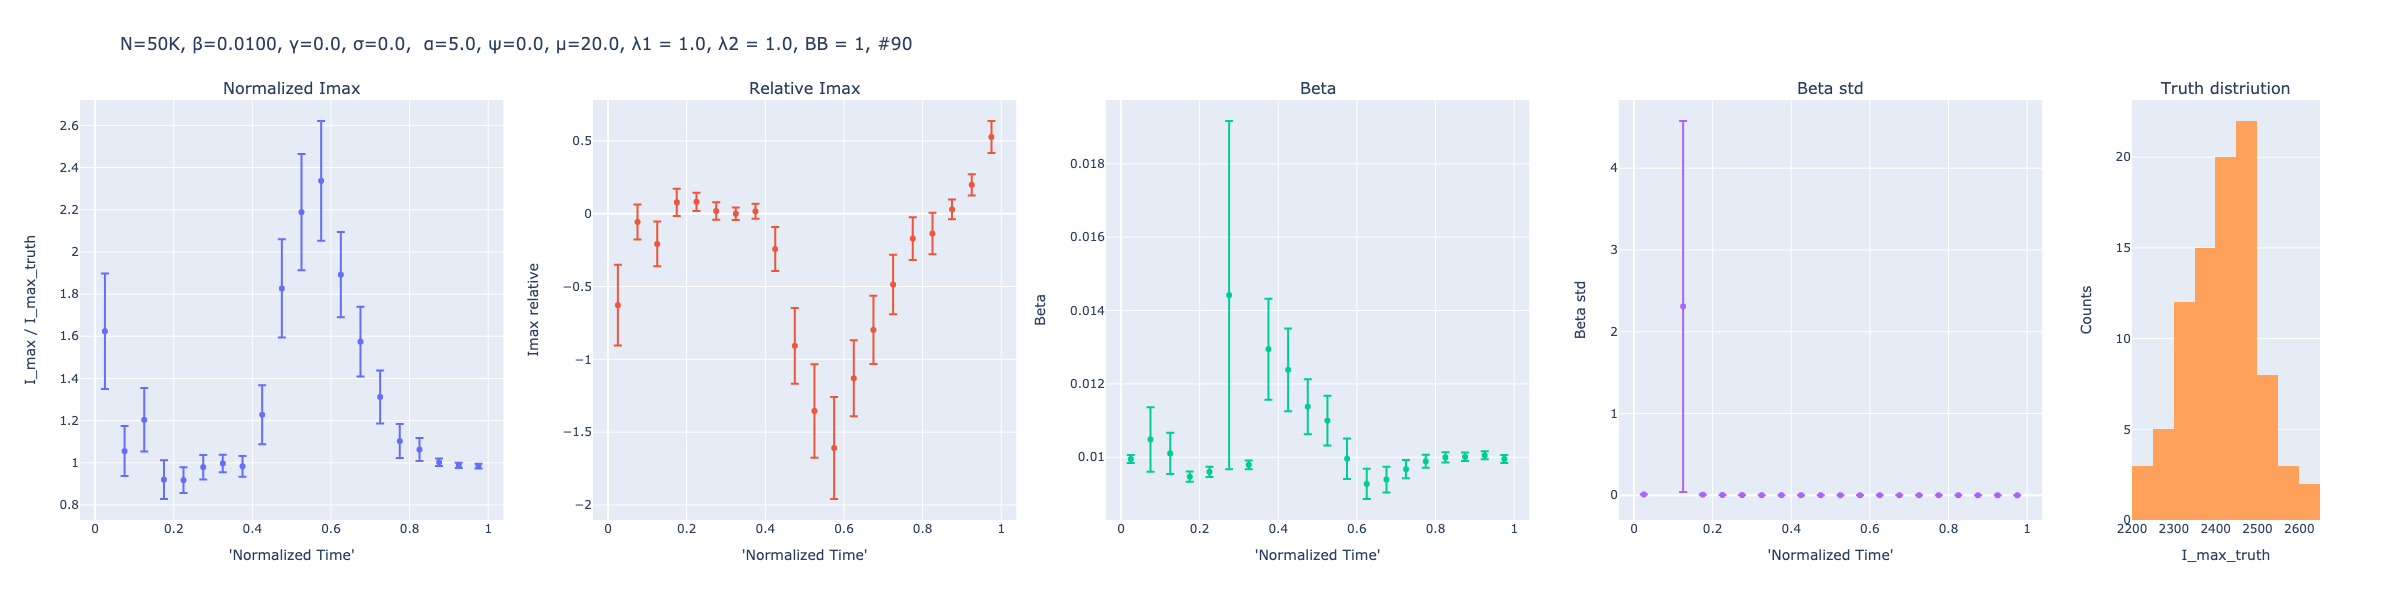 N=50K, β=0.0100, γ=0.0, σ=0.0,  α=5.0, ψ=0.0, μ=20.0, λ1 = 1.0, λ2 = 1.0, BB = 1, #90
Normalized Imax
I_max / I_max_truth
2.6
2.4
2.2
2
1.8
1.6
1.4
1.2
1
0.8
0 0.2 0.4 0.6 0.8 1
'Normalized Time'
Relative Imax
Imax relative
0.5
0
−0.5
−1
−1.5
−2
0 0.2 0.4 0.6 0.8 1
'Normalized Time'
Beta
Beta
0.018
0.016
0.014
0.012
0.01
0 0.2 0.4 0.6 0.8 1
'Normalized Time'
Beta std
Beta std
4
3
2
1
0
0 0.2 0.4 0.6 0.8 1
'Normalized Time'
Truth distriution
Counts
20
15
10
5
0
2200 2300 2400 2500 2600
I_max_truth